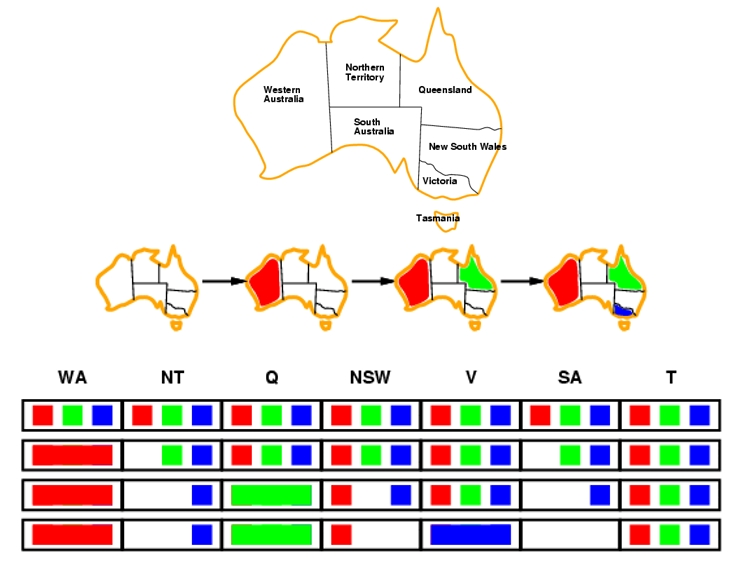 Northern
Territory
Western
Australia
Queensland
South
Australia
New South Wales
Victoria
Tasmania
WA NT Q NSW V SA T